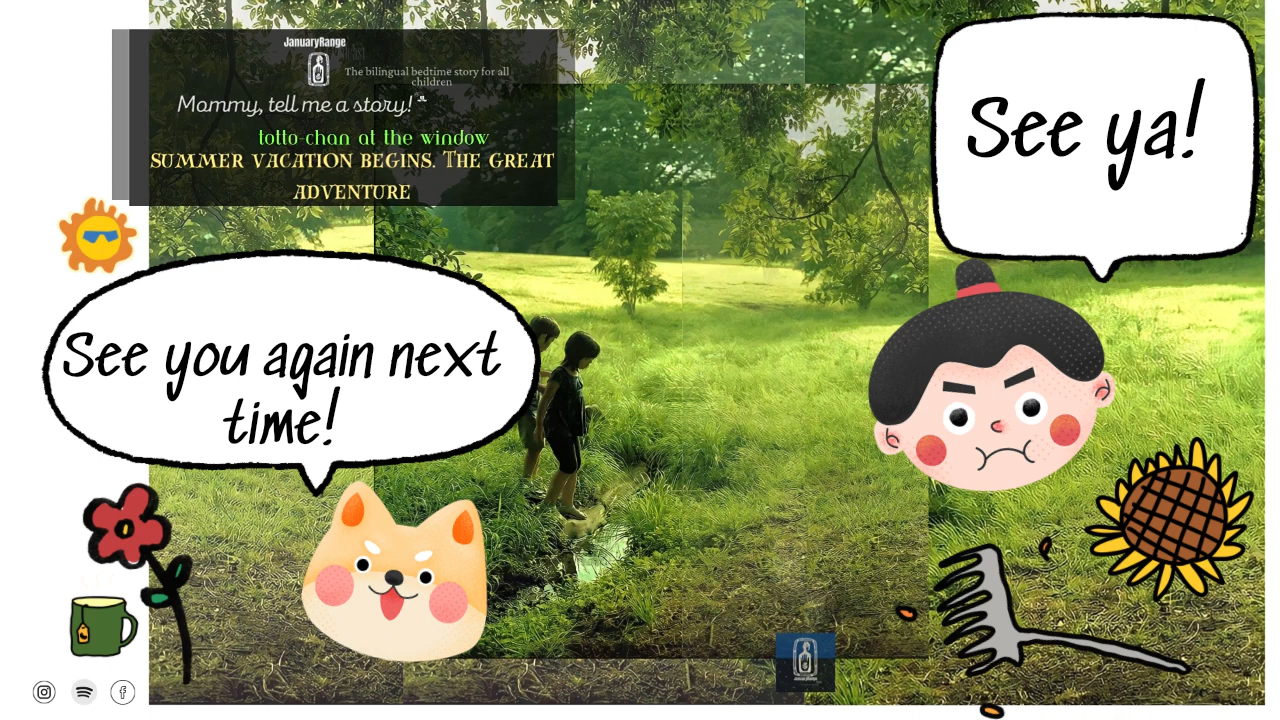 JanuaryRange
The bilingual bedtime story for all
children
Mommy, tell me a story!
totto-chan at the window
SUMMER VACATION BEGINS. THE GREAT
ADVENTURE
See ya!
See you again next
time!